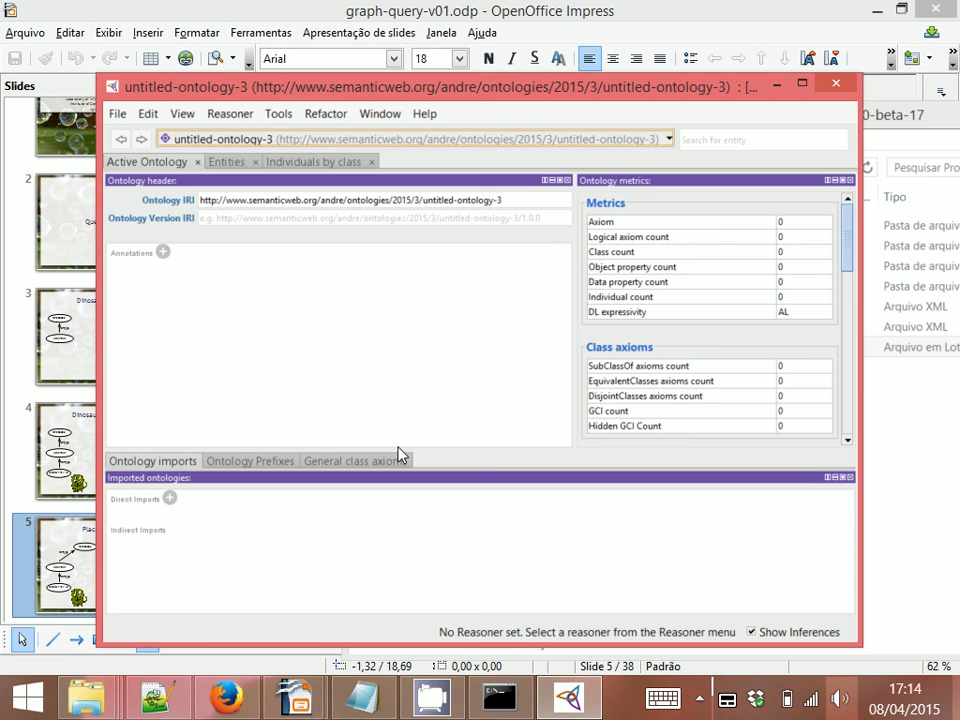 graph-query-v01.odp - OpenOffice Impress
Arquivo Editar Exibir Inserir Formatar Ferramentas Apresentação de slides Janela Ajuda
Arial 18 N I S A
Slides
untitled-ontology-3 (http://www.semanticweb.org/andre/ontologies/2015/3/untitled-ontology-3) : [...
0-beta-17
File Edit View Reasoner Tools Refactor Window Help
untitled-ontology-3 (http://www.semanticweb.org/andre/ontologies/2015/3/untitled-ontology-3)
Search for entity
Pesquisar Pro
Active Ontology × Entities × Individuals by class ×
Ontology header:
Ontology IRI http://www.semanticweb.org/andre/ontologies/2015/3/untitled-ontology-3
Ontology Version IRI e.g. http://www.semanticweb.org/andre/ontologies/2015/3/untitled-ontology-3/1.0.0
Annotations
Ontology metrics:
Metrics
Axiom 0
Logical axiom count 0
Class count 0
Object property count 0
Data property count 0
Individual count 0
DL expressivity AL
Class axioms
SubClassOf axioms count 0
EquivalentClasses axioms count 0
DisjointClasses axioms count 0
GCI count 0
Hidden GCI Count 0
Tipo
Pasta de arquiv
Pasta de arquiv
Pasta de arquiv
Pasta de arquiv
Arquivo XML
Arquivo XML
Arquivo em Lot
2
Que
3
Dinosa
4
Dinosau
5
Plac
Ontology imports Ontology Prefixes General class axiom
Imported ontologies:
Direct Imports
Indirect Imports
No Reasoner set. Select a reasoner from the Reasoner menu Show Inferences
-1,32 / 18,69 0,00 x 0,00 Slide 5 / 38 Padrão 62 %
17:14
08/04/2015